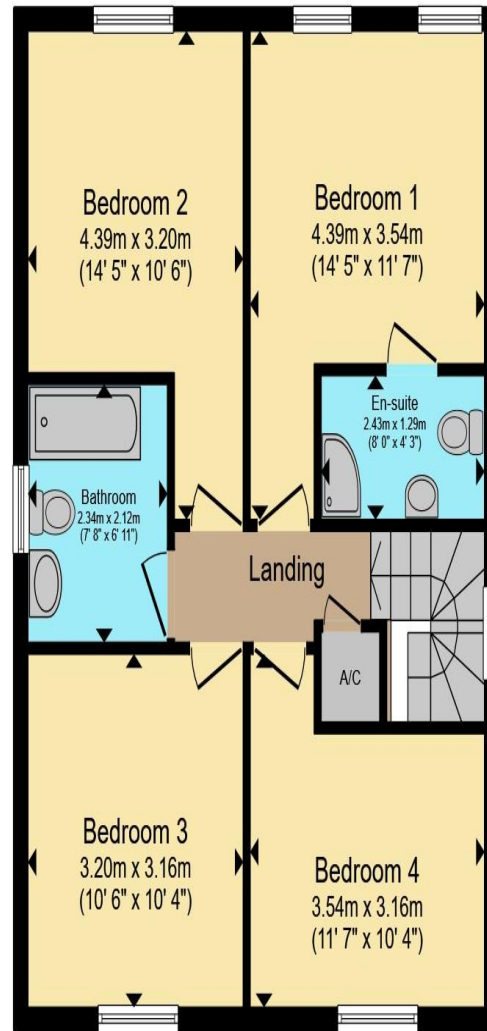 Bedroom 2
4.39m x 3.20m
(14' 5" x 10' 6")
Bedroom 1
4.39m x 3.54m
(14' 5" x 11' 7")
En-suite
2.43m x 1.29m
(8' 0" x 4' 3")
Bathroom
2.34m x 2.12m
(7' 8" x 6' 11")
Landing
A/C
Bedroom 3
3.20m x 3.16m
(10' 6" x 10' 4")
Bedroom 4
3.54m x 3.16m
(11' 7" x 10' 4")